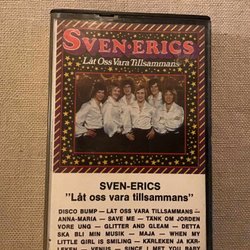 SVEN-ERICS
Låt Oss Vara Tillsammans
SVEN-ERICS
"Låt oss vara tillsammans"
DISCO BUMP — LÅT OSS VARA TILLSAMMANS —
ANNA-MARIA — SAVE ME — TÄNK OM JORDEN
VORE UNG — GLITTER AND GLEAM — DETTA
SKA BLI MIN MUSIK — MAJA — WHEN MY
LITTLE GIRL IS SMILING — KÄRLEKEN ÄR KÄR-
LEKEN — VENUS — SINCE I MET YOU BABY